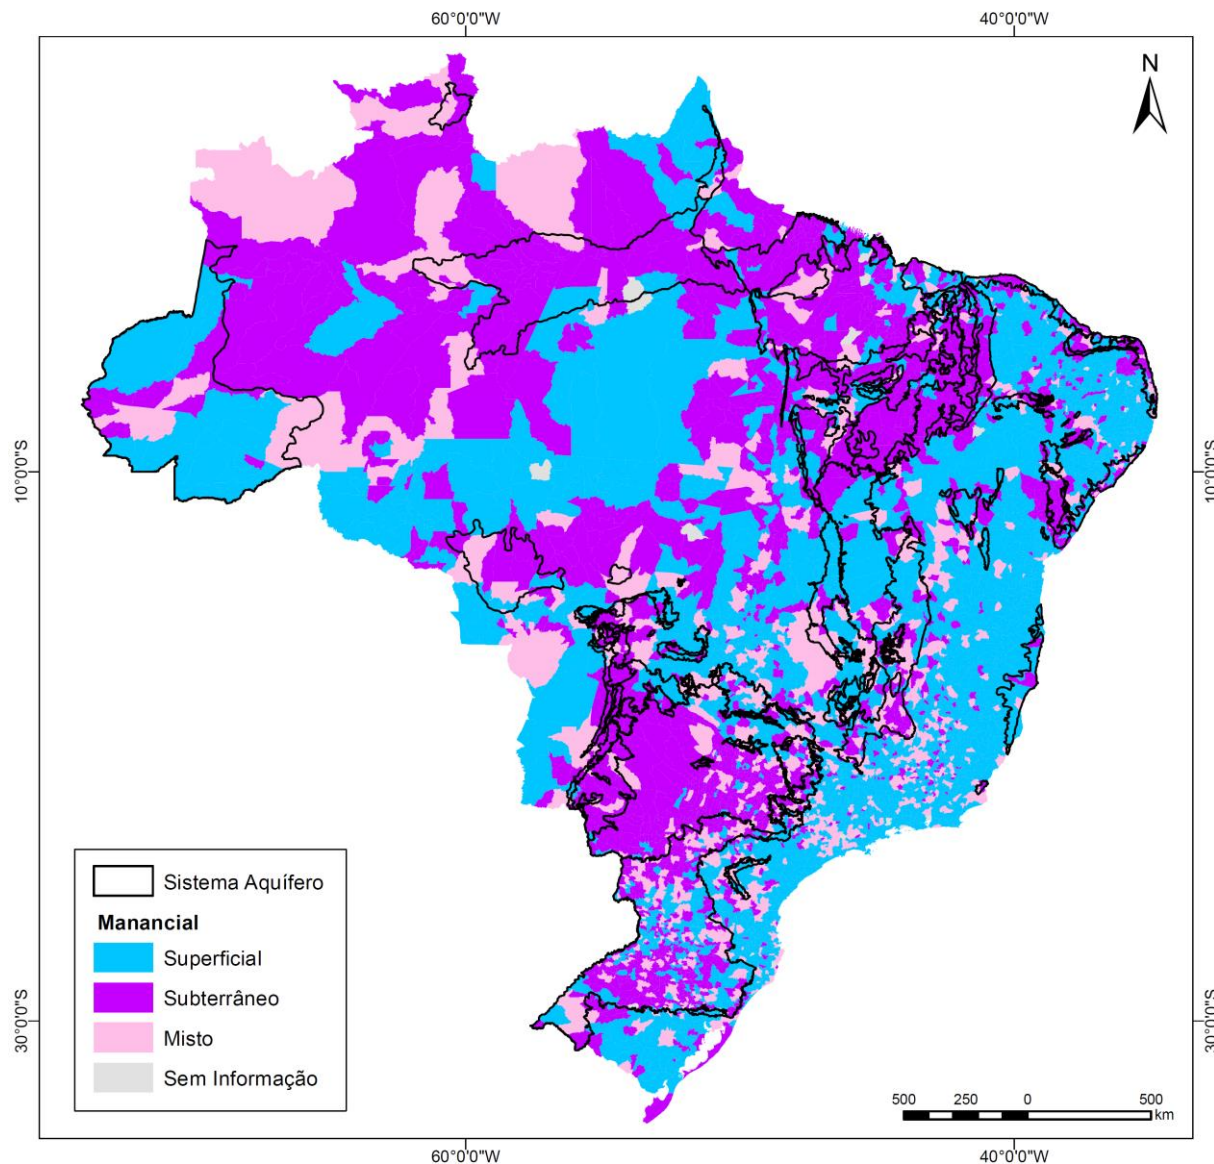 60°0'0"W 40°0'0"W
N
10°0'0"S 10°0'0"S
Sistema Aquífero
Manancial
Superficial
Subterrâneo
Misto
Sem Informação
30°0'0"S 30°0'0"S
500 250 0 500
km
60°0'0"W 40°0'0"W